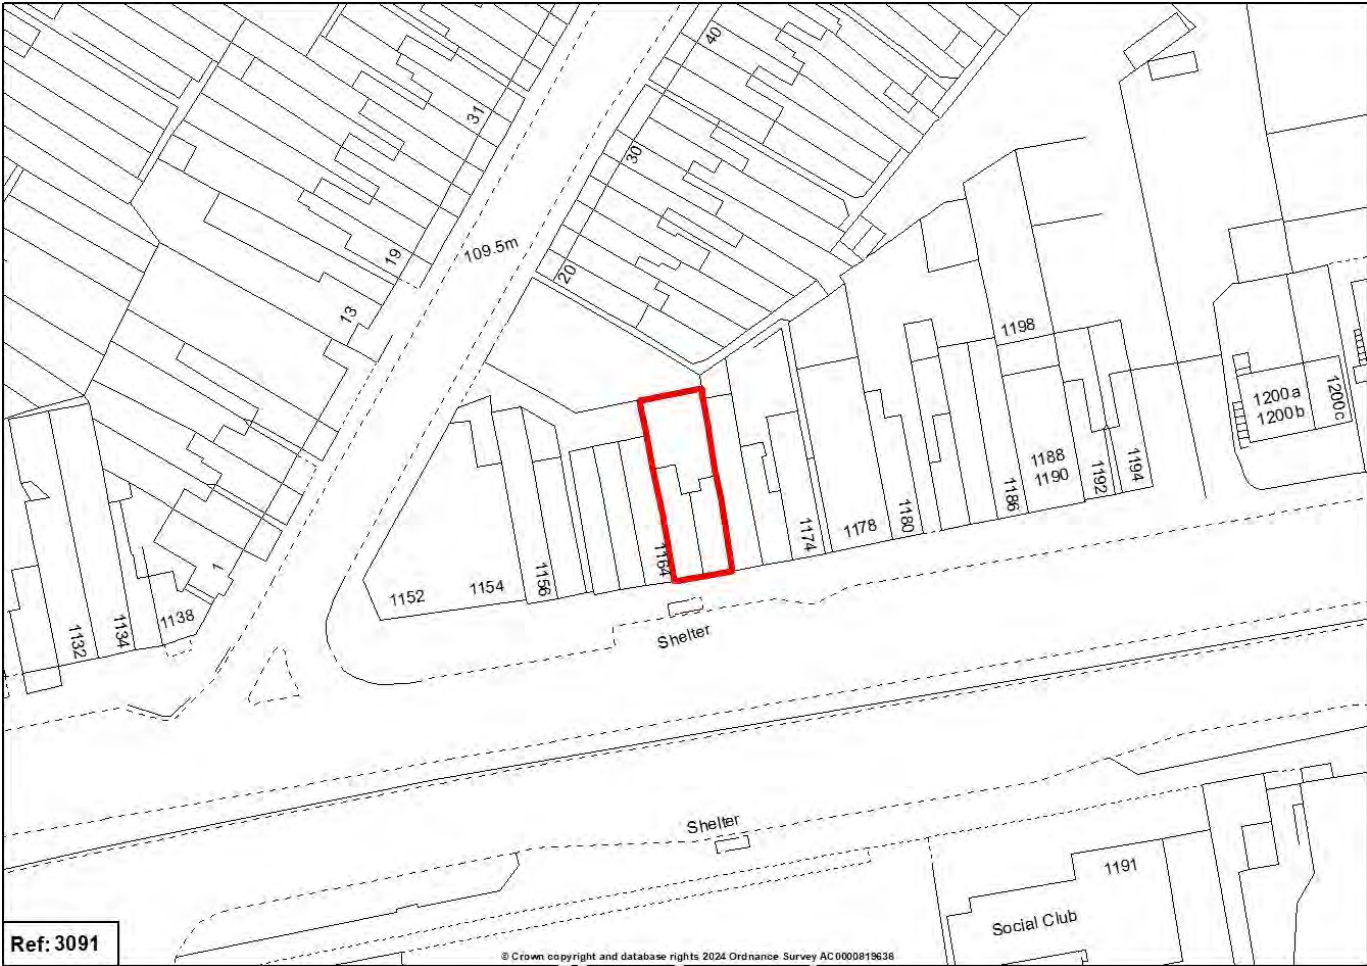 40
31
30
109.5m
19
20
13
1198
1200a
1200b
1200c
1188
1190
1194
1192
1186
1180
1178
1174
1164
1156
1154
1152
1
1138
1134
1132
Shelter
Shelter
1191
Social Club
Ref: 3091
© Crown copyright and database rights 2024 Ordnance Survey AC0000819636